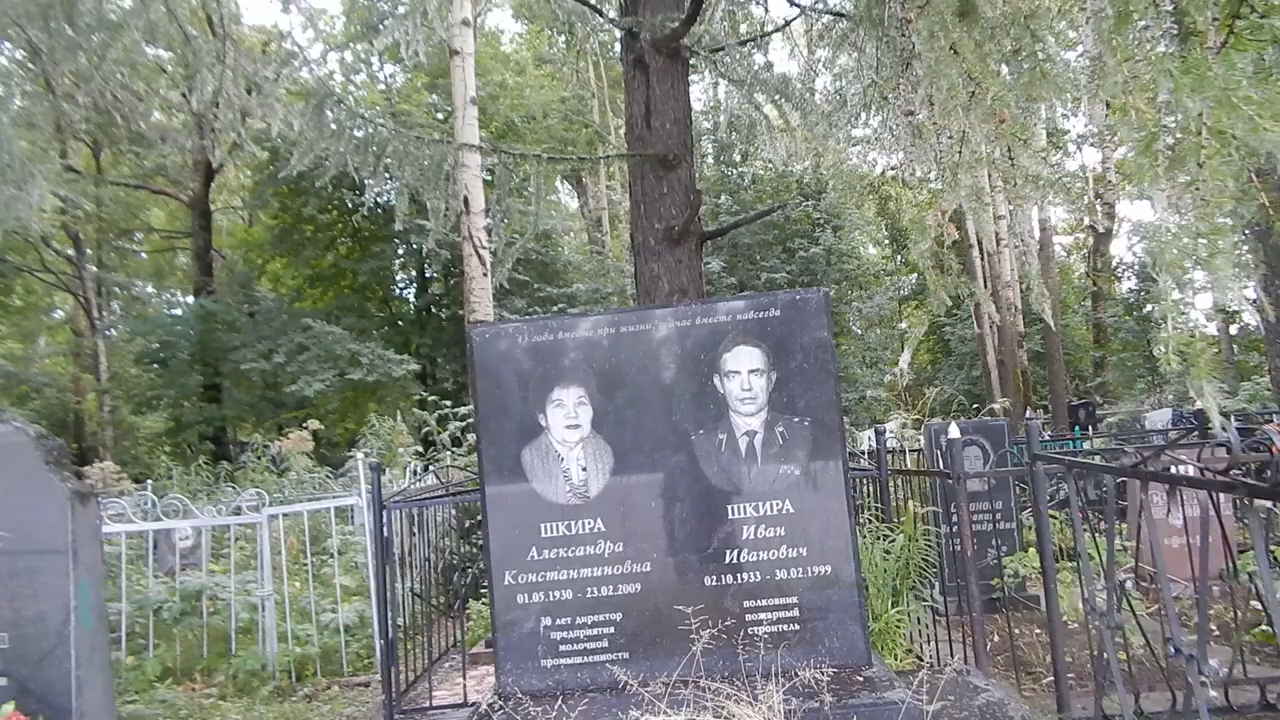 43 года вместе при жизни, сейчас вместе навсегда
ШКИРА
Александра
Константиновна
01.05.1930 - 23.02.2009
30 лет директор
предприятия
молочной
промышленности
ШКИРА
Иван
Иванович
02.10.1933 - 30.02.1999
полковник
пожарный
строитель